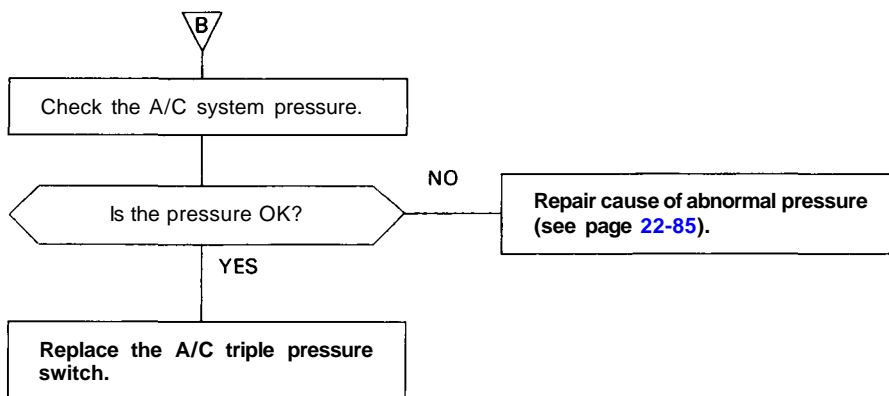 B
Check the A/C system pressure.
Is the pressure OK?
NO
Repair cause of abnormal pressure
(see page 22-85).
YES
Replace the A/C triple pressure
switch.